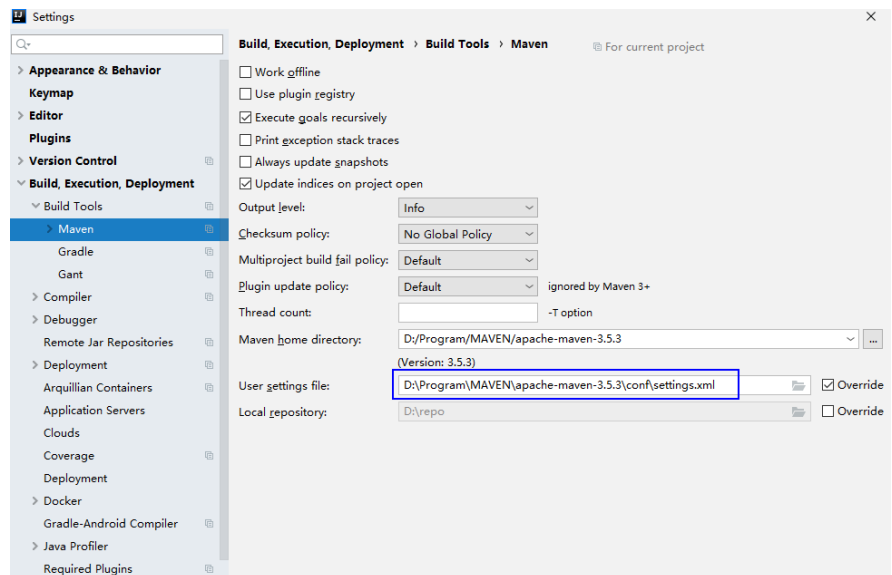 Settings
Build, Execution, Deployment › Build Tools › Maven
For current project
Appearance & Behavior
Keymap
Editor
Plugins
Version Control
Build, Execution, Deployment
Build Tools
Maven
Gradle
Gant
Compiler
Debugger
Remote Jar Repositories
Deployment
Arquillian Containers
Application Servers
Clouds
Coverage
Deployment
Docker
Gradle-Android Compiler
Java Profiler
Required Plugins
Work offline
Use plugin registry
Execute goals recursively
Print exception stack traces
Always update snapshots
Update indices on project open
Output level: Info
Checksum policy: No Global Policy
Multiproject build fail policy: Default
Plugin update policy: Default ignored by Maven 3+
Thread count: -T option
Maven home directory: D:/Program/MAVEN/apache-maven-3.5.3 ...
(Version: 3.5.3)
User settings file: D:\Program\MAVEN\apache-maven-3.5.3\conf\settings.xml Override
Local repository: D:\repo Override